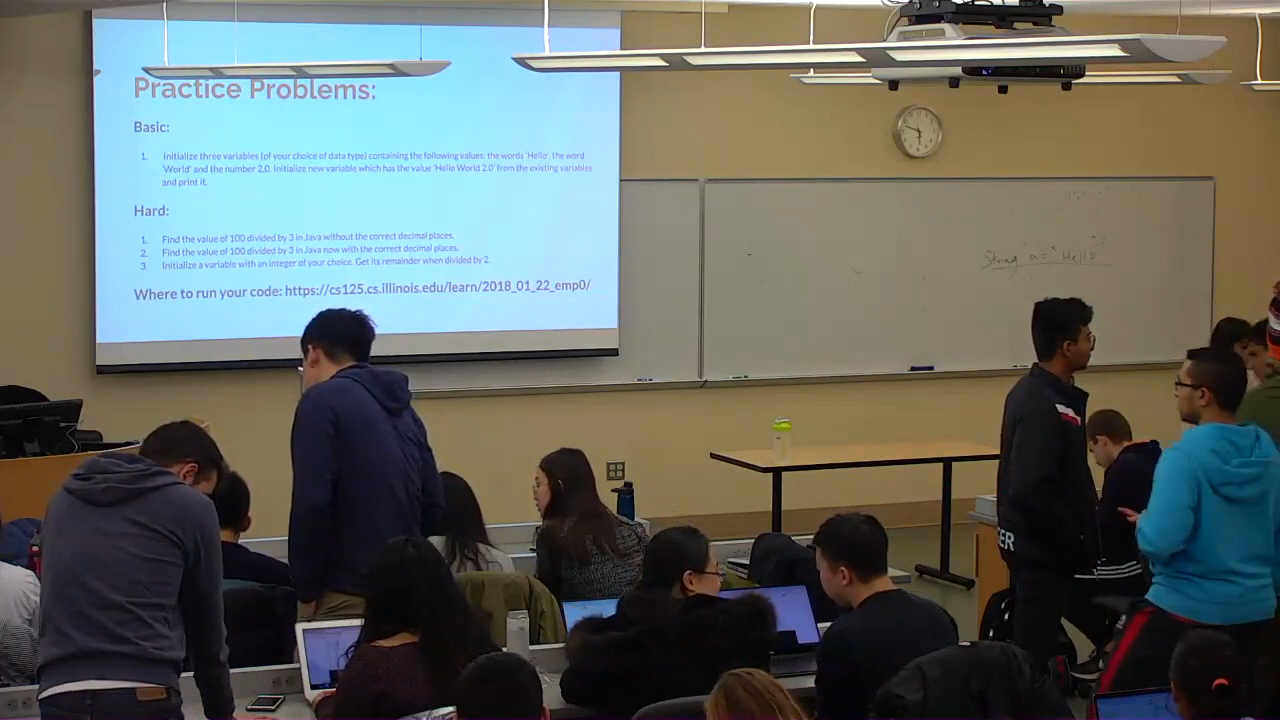 Practice Problems:
Basic:
1. Initialize three variables (of your choice of data type) containing the following values: the words 'Hello', the word
'World' and the number 2.0. Initialize new variable which has the value 'Hello World 2.0' from the existing variables
and print it.
Hard:
1. Find the value of 100 divided by 3 in Java without the correct decimal places.
2. Find the value of 100 divided by 3 in Java now with the correct decimal places.
3. Initialize a variable with an integer of your choice. Get its remainder when divided by 2.
Where to run your code: https://cs125.cs.illinois.edu/learn/2018_01_22_emp0/
String a = "Hello"
ER